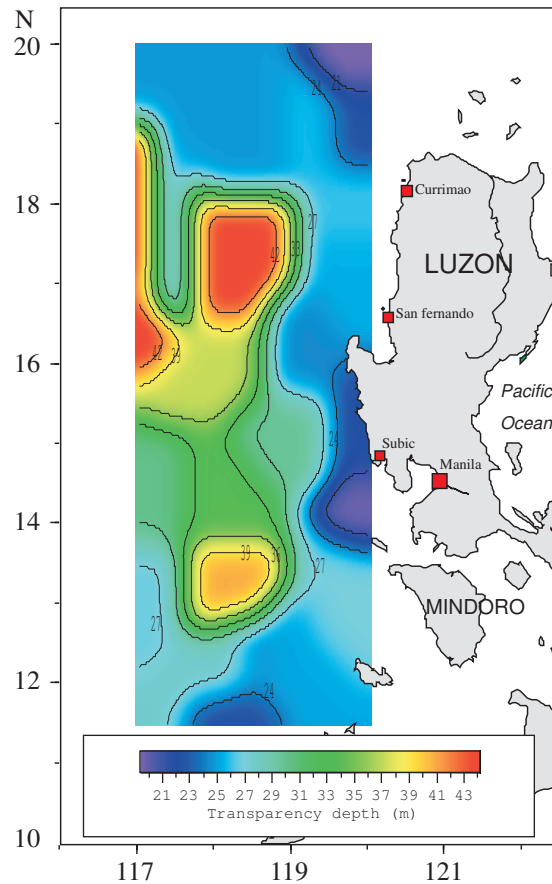 N
20
21
21
18
Currimao
27
33
42
LUZON
San fernando
42
39
16
Pacific
Ocean
24
Subic
Manila
14
39
36
27
MINDORO
27
12
24
21 23 25 27 29 31 33 35 37 39 41 43
Transparency depth (m)
10
117 119 121